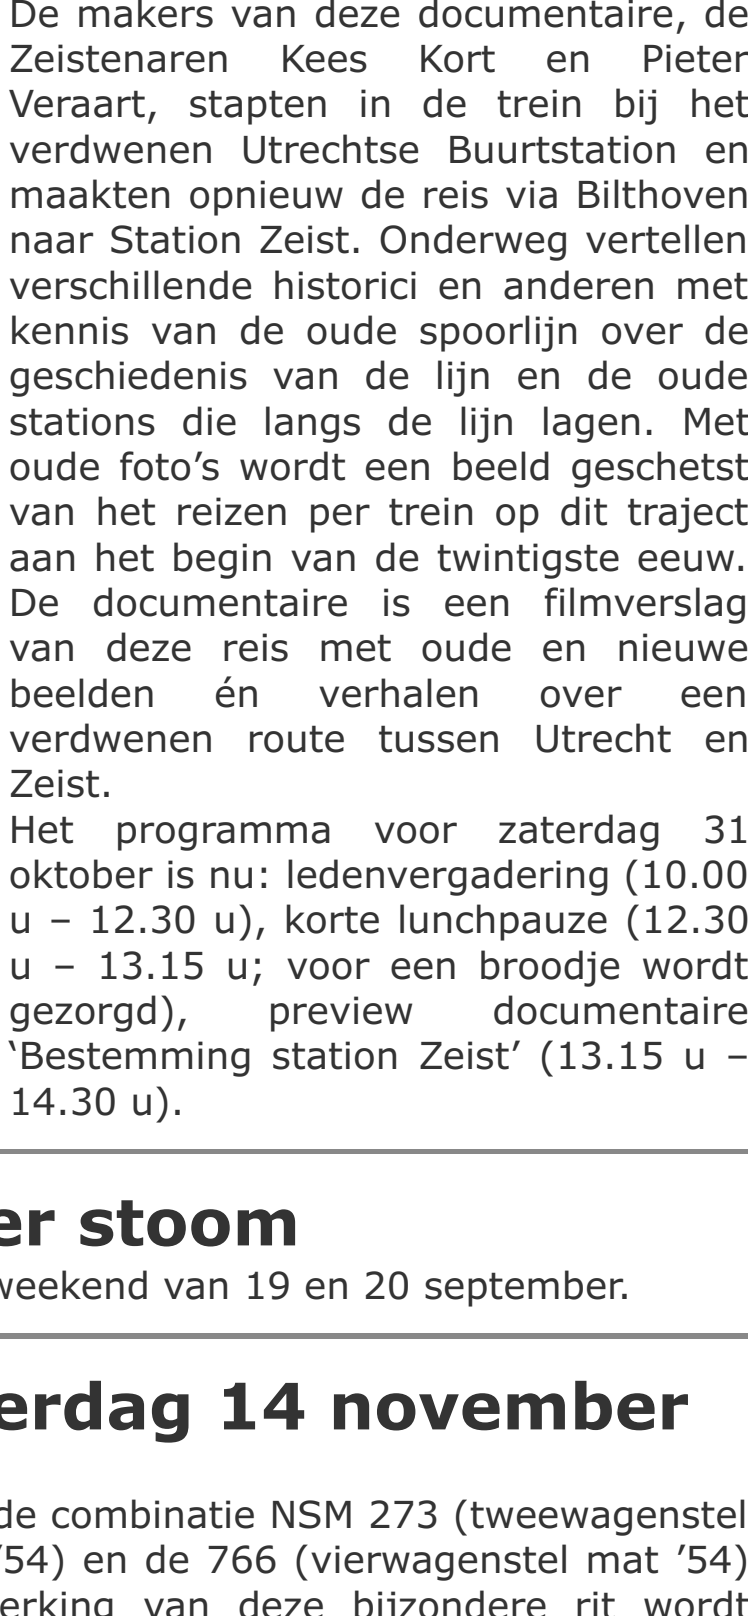 De makers van deze documentaire, de
Zeistenaren Kees Kort en Pieter
Veraart, stapten in de trein bij het
verdwenen Utrechtse Buurtstation en
maakten opnieuw de reis via Bilthoven
naar Station Zeist. Onderweg vertellen
verschillende historici en anderen met
kennis van de oude spoorlijn over de
geschiedenis van de lijn en de oude
stations die langs de lijn lagen. Met
oude foto’s wordt een beeld geschetst
van het reizen per trein op dit traject
aan het begin van de twintigste eeuw.
De documentaire is een filmverslag
van deze reis met oude en nieuwe
beelden én verhalen over een
verdwenen route tussen Utrecht en
Zeist.
Het programma voor zaterdag 31
oktober is nu: ledenvergadering (10.00
u – 12.30 u), korte lunchpauze (12.30
u – 13.15 u; voor een broodje wordt
gezorgd), preview documentaire
‘Bestemming station Zeist’ (13.15 u –
14.30 u).
er stoom
weekend van 19 en 20 september.
erdag 14 november
de combinatie NSM 273 (tweewagenstel
’54) en de 766 (vierwagenstel mat ’54)
erking van deze bijzondere rit wordt